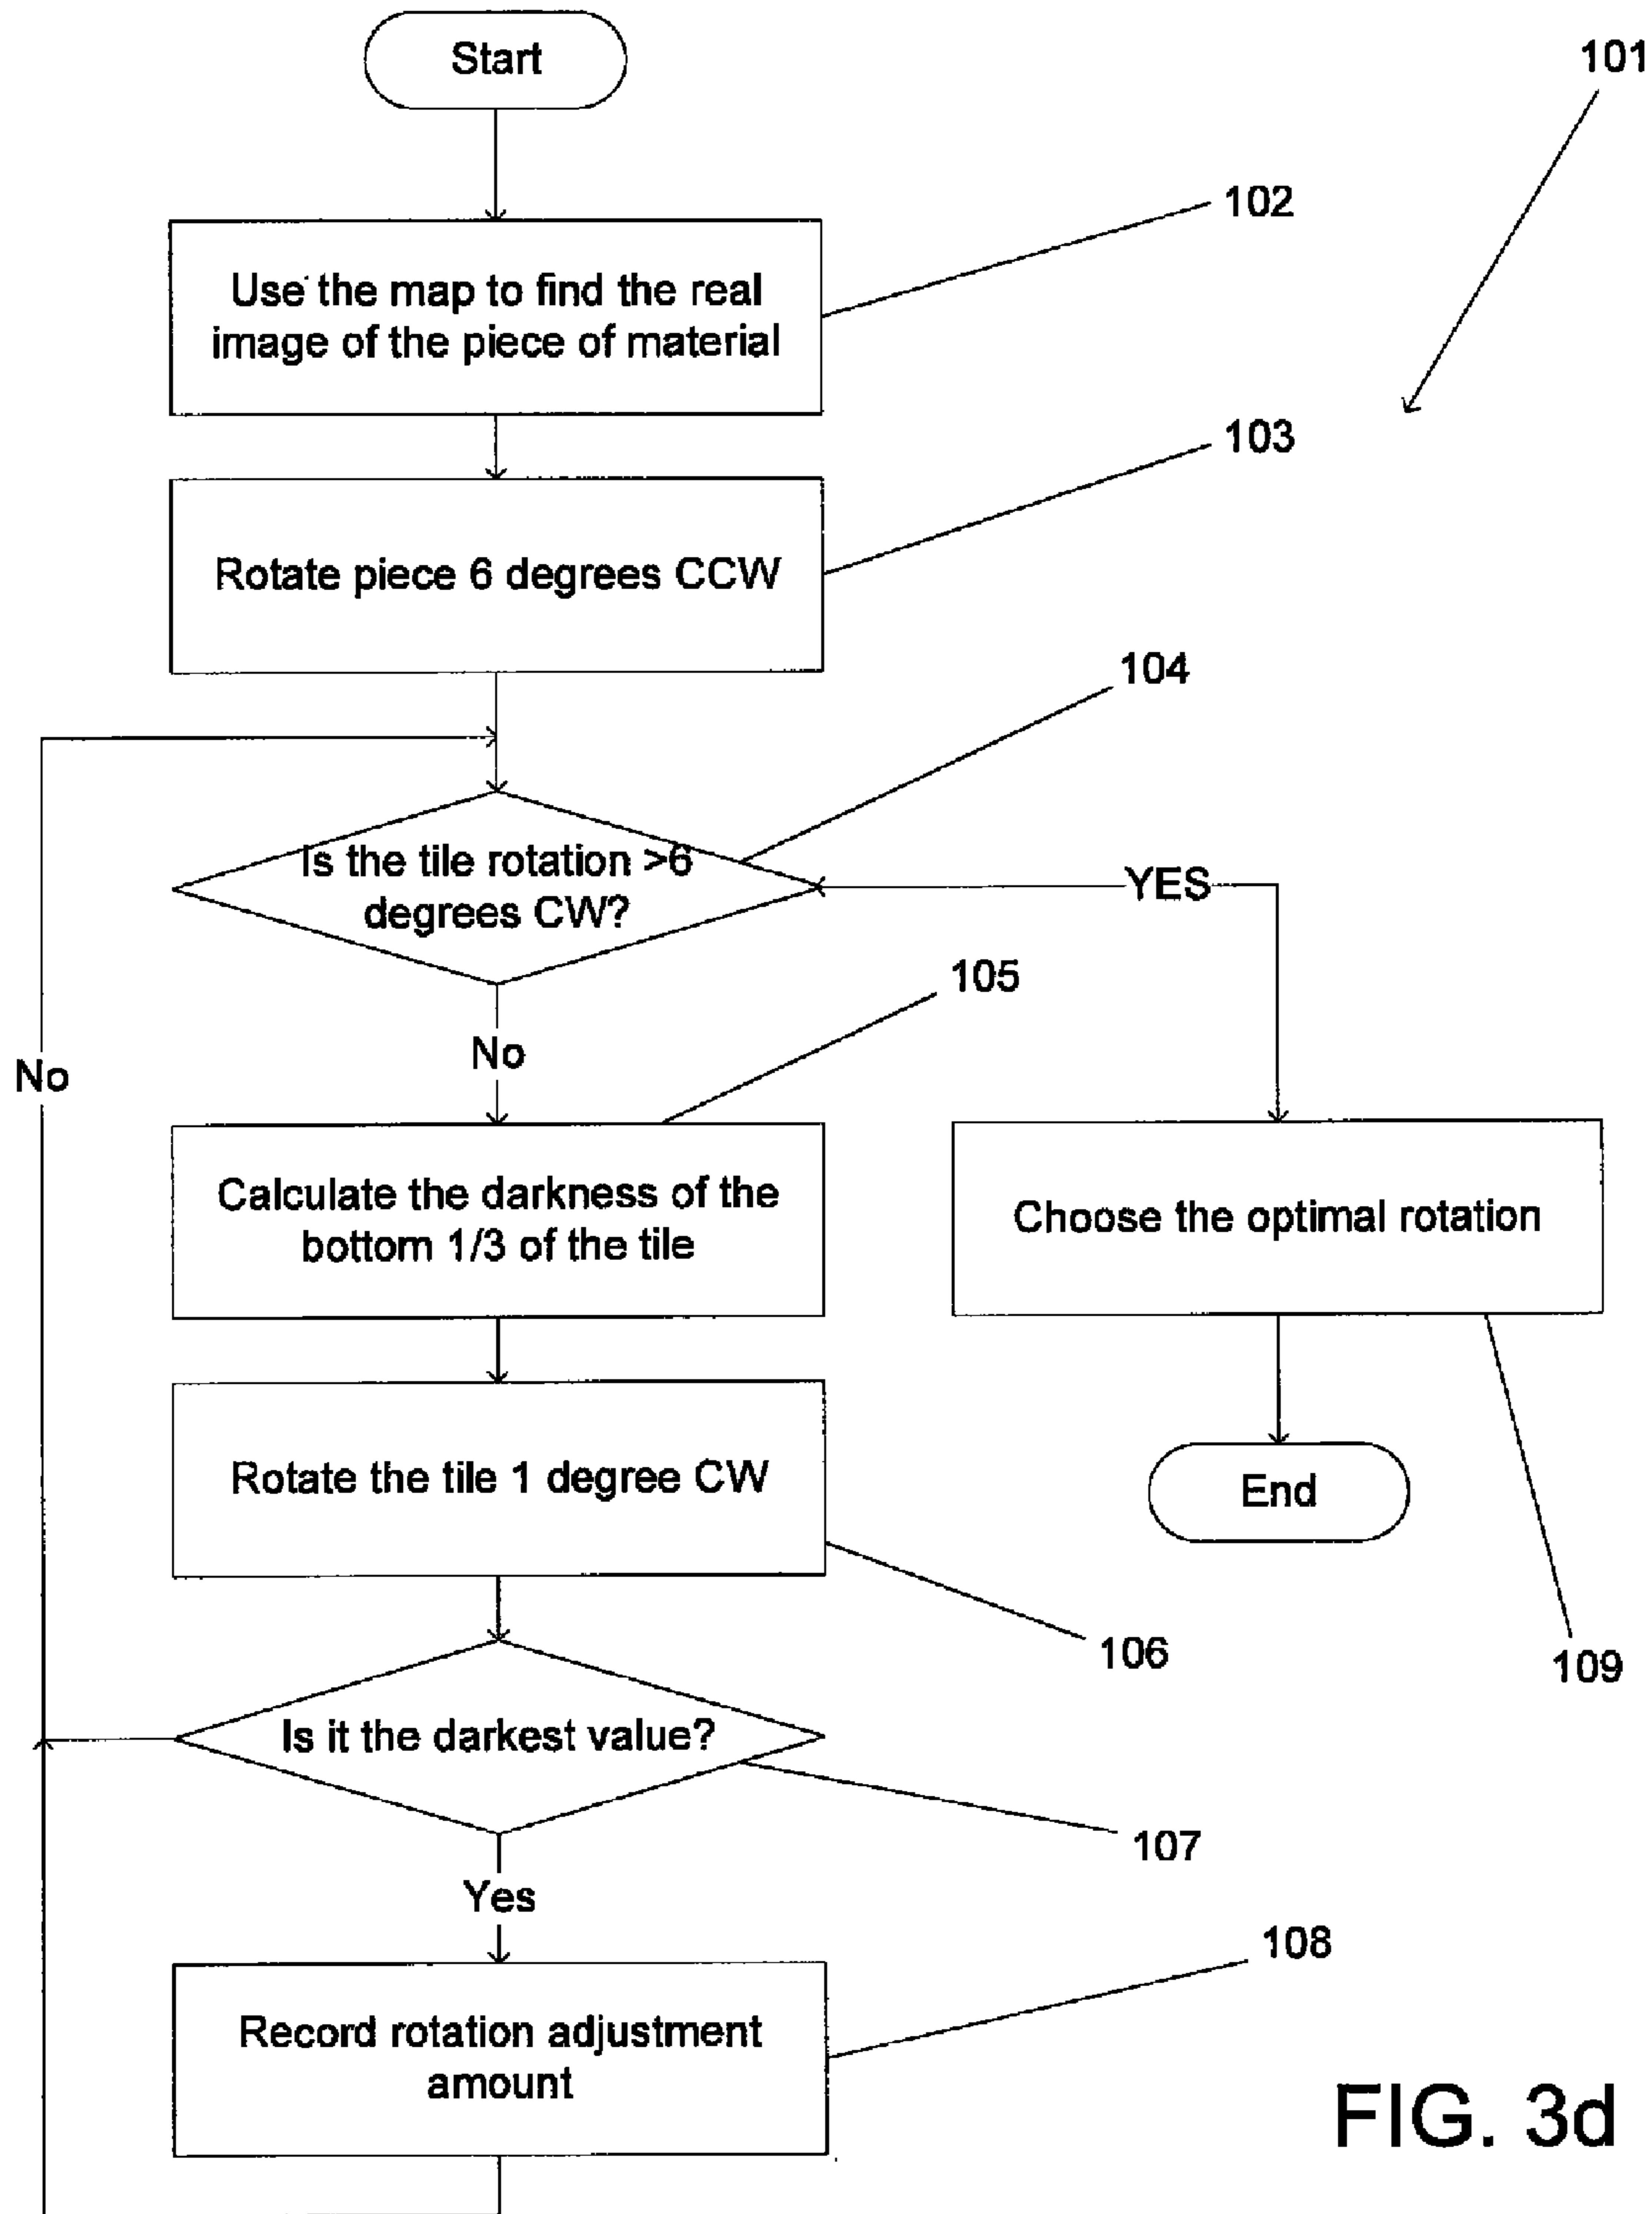 Start
101
102
Use the map to find the real
image of the piece of material
103
Rotate piece 6 degrees CCW
104
Is the tile rotation >6
degrees CW?
YES
105
No
No
Calculate the darkness of the
bottom 1/3 of the tile
Choose the optimal rotation
Rotate the tile 1 degree CW
End
106
109
Is it the darkest value?
107
Yes
108
Record rotation adjustment
amount
FIG. 3d